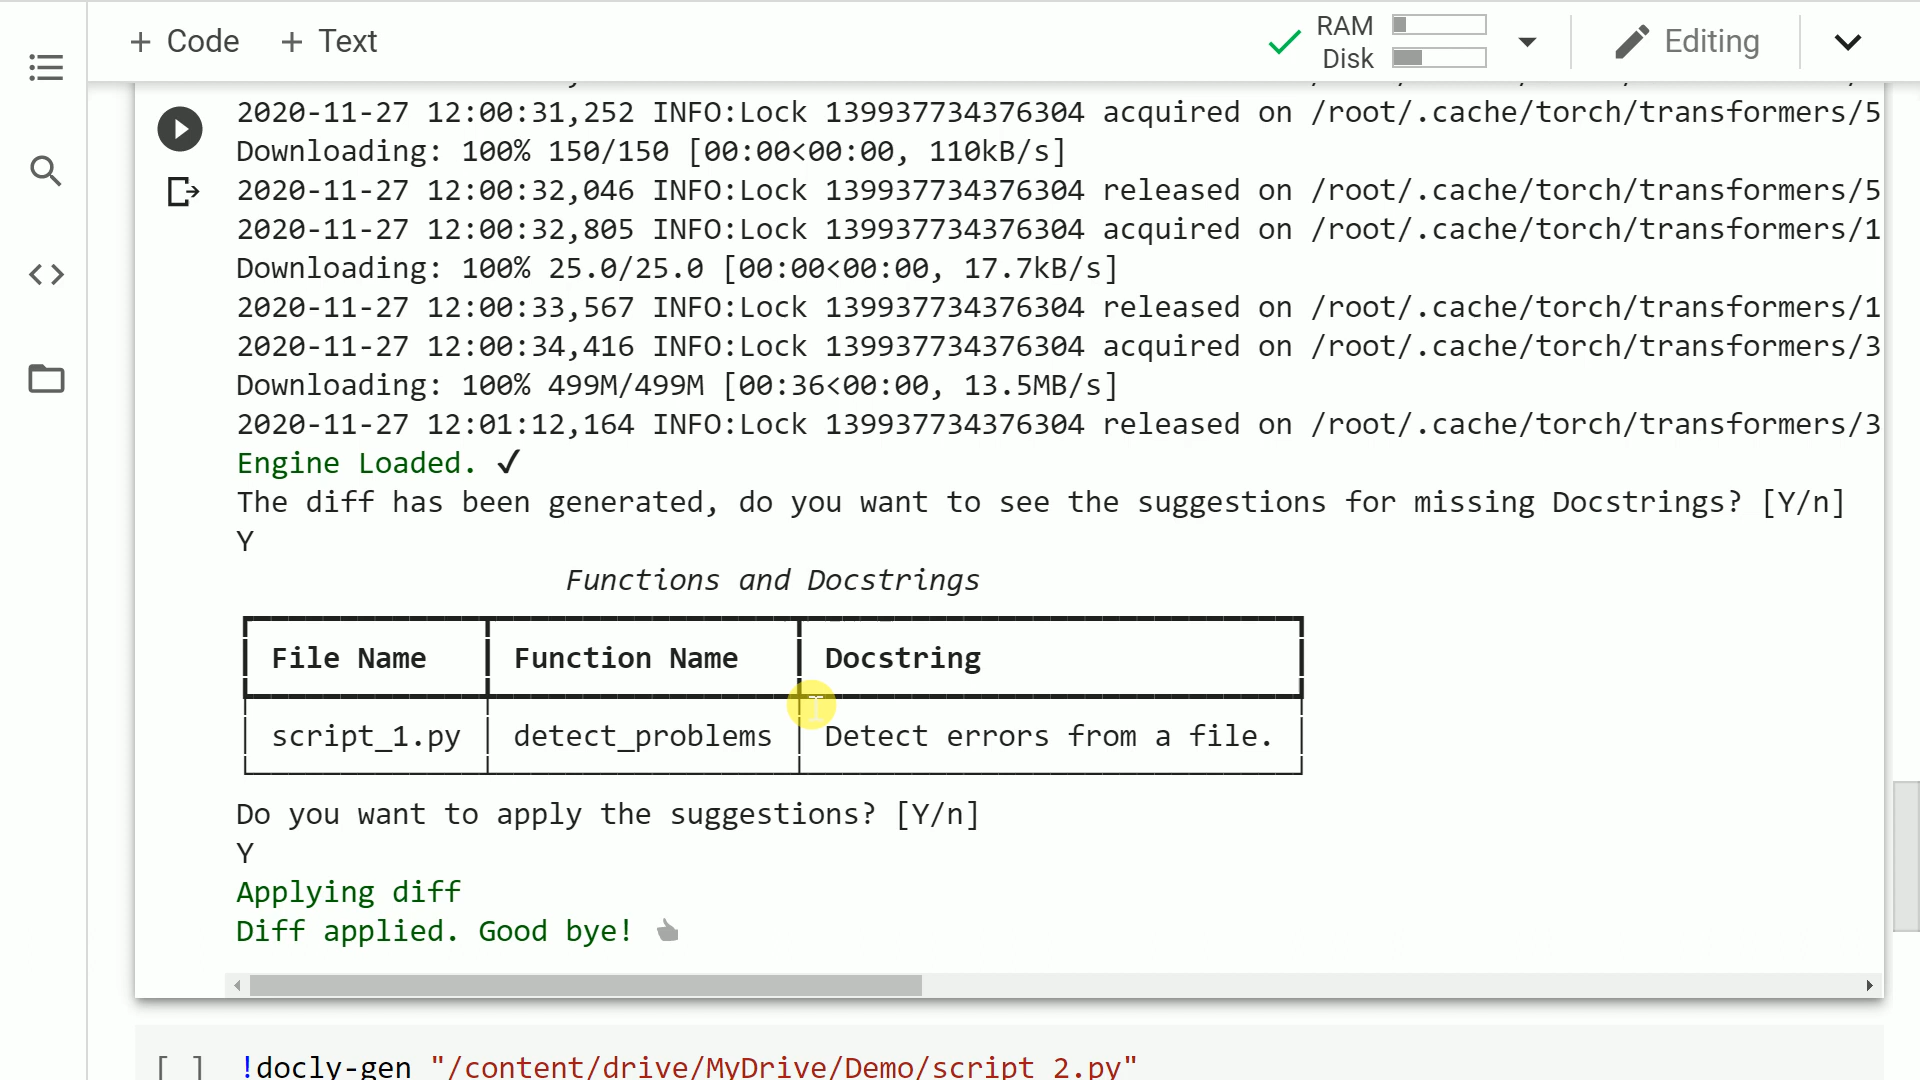 + Code + Text
RAM
Disk
Editing
2020-11-27 12:00:31,252 INFO:Lock 139937734376304 acquired on /root/.cache/torch/transformers/5
Downloading: 100% 150/150 [00:00<00:00, 110kB/s]
2020-11-27 12:00:32,046 INFO:Lock 139937734376304 released on /root/.cache/torch/transformers/5
2020-11-27 12:00:32,805 INFO:Lock 139937734376304 acquired on /root/.cache/torch/transformers/1
Downloading: 100% 25.0/25.0 [00:00<00:00, 17.7kB/s]
2020-11-27 12:00:33,567 INFO:Lock 139937734376304 released on /root/.cache/torch/transformers/1
2020-11-27 12:00:34,416 INFO:Lock 139937734376304 acquired on /root/.cache/torch/transformers/3
Downloading: 100% 499M/499M [00:36<00:00, 13.5MB/s]
2020-11-27 12:01:12,164 INFO:Lock 139937734376304 released on /root/.cache/torch/transformers/3
Engine Loaded. ✓
The diff has been generated, do you want to see the suggestions for missing Docstrings? [Y/n]
Y
Functions and Docstrings
File Name Function Name Docstring
script_1.py detect_problems Detect errors from a file.
Do you want to apply the suggestions? [Y/n]
Y
Applying diff
Diff applied. Good bye! 👍
[ ] !docly-gen "/content/drive/MyDrive/Demo/script_2.py"